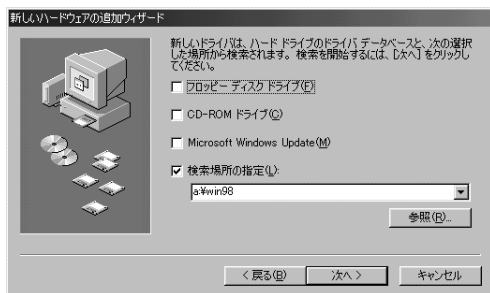 新しいハードウェアの追加ウィザード
新しいドライバは、ハード ドライブのドライバ データベースと、次の選択
した場所から検索されます。検索を開始するには、[次へ] をクリックし
てください。
フロッピー ディスク ドライブ(F)
CD-ROM ドライブ(C)
Microsoft Windows Update(M)
検索場所の指定(L):
a:¥win98
参照(R)...
< 戻る(B)
次へ >
キャンセル